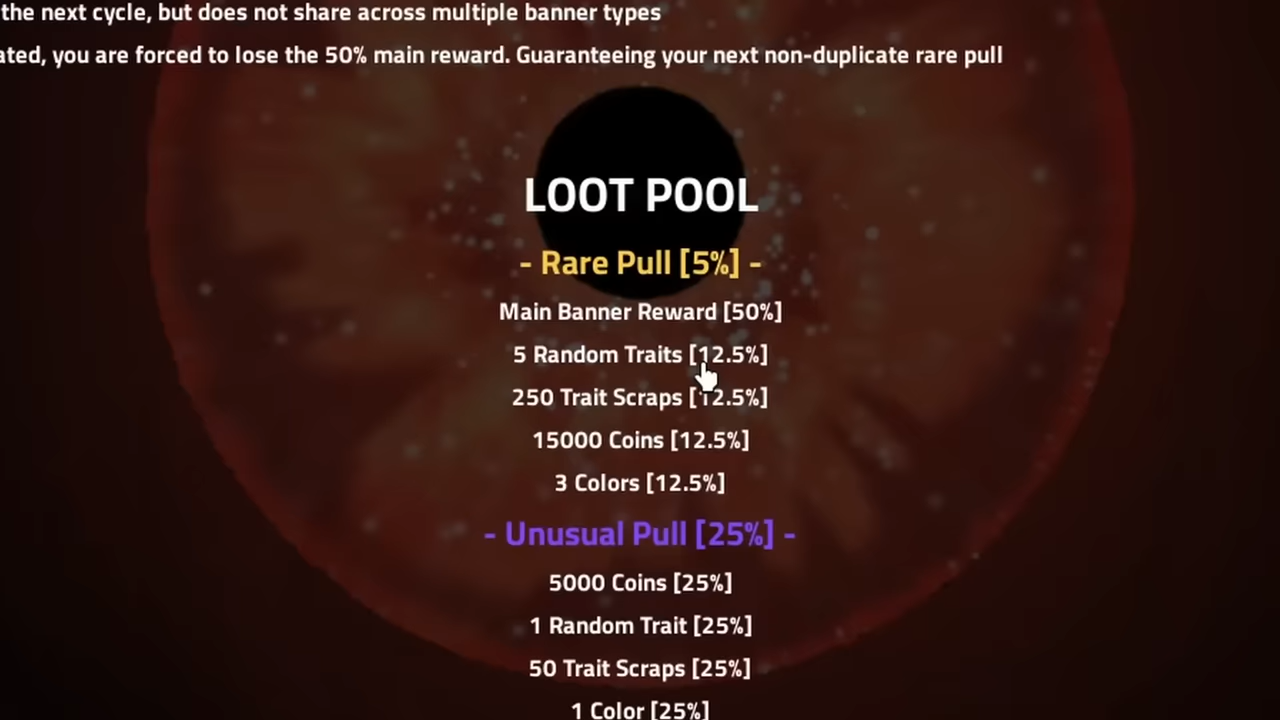 the next cycle, but does not share across multiple banner types
you are forced to lose the 50% main reward. Guaranteeing your next non-duplicate rare pull
LOOT POOL
- Rare Pull [5%] -
Main Banner Reward [50%]
5 Random Traits [12.5%]
250 Trait Scraps [12.5%]
15000 Coins [12.5%]
3 Colors [12.5%]
- Unusual Pull [25%] -
5000 Coins [25%]
1 Random Trait [25%]
50 Trait Scraps [25%]
1 Color [25%]